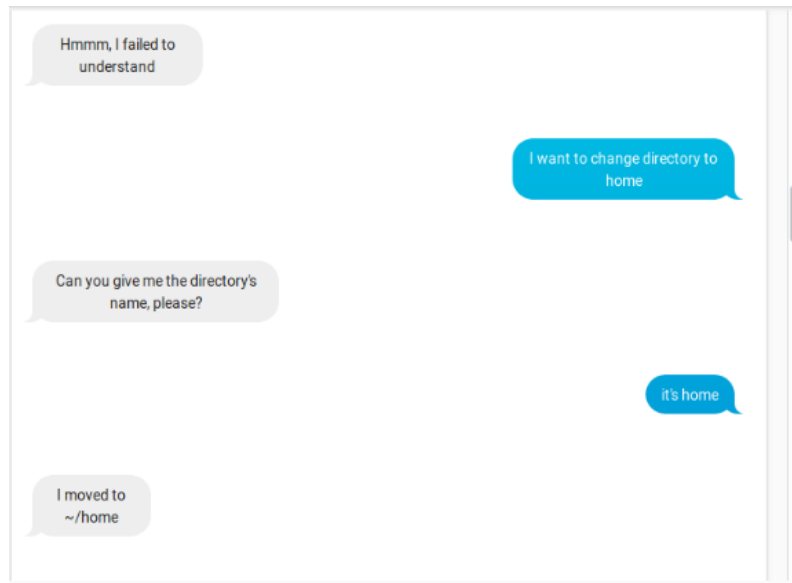 Hmmm, I failed to
understand
I want to change directory to
home
Can you give me the directory's
name, please?
it's home
I moved to
~/home